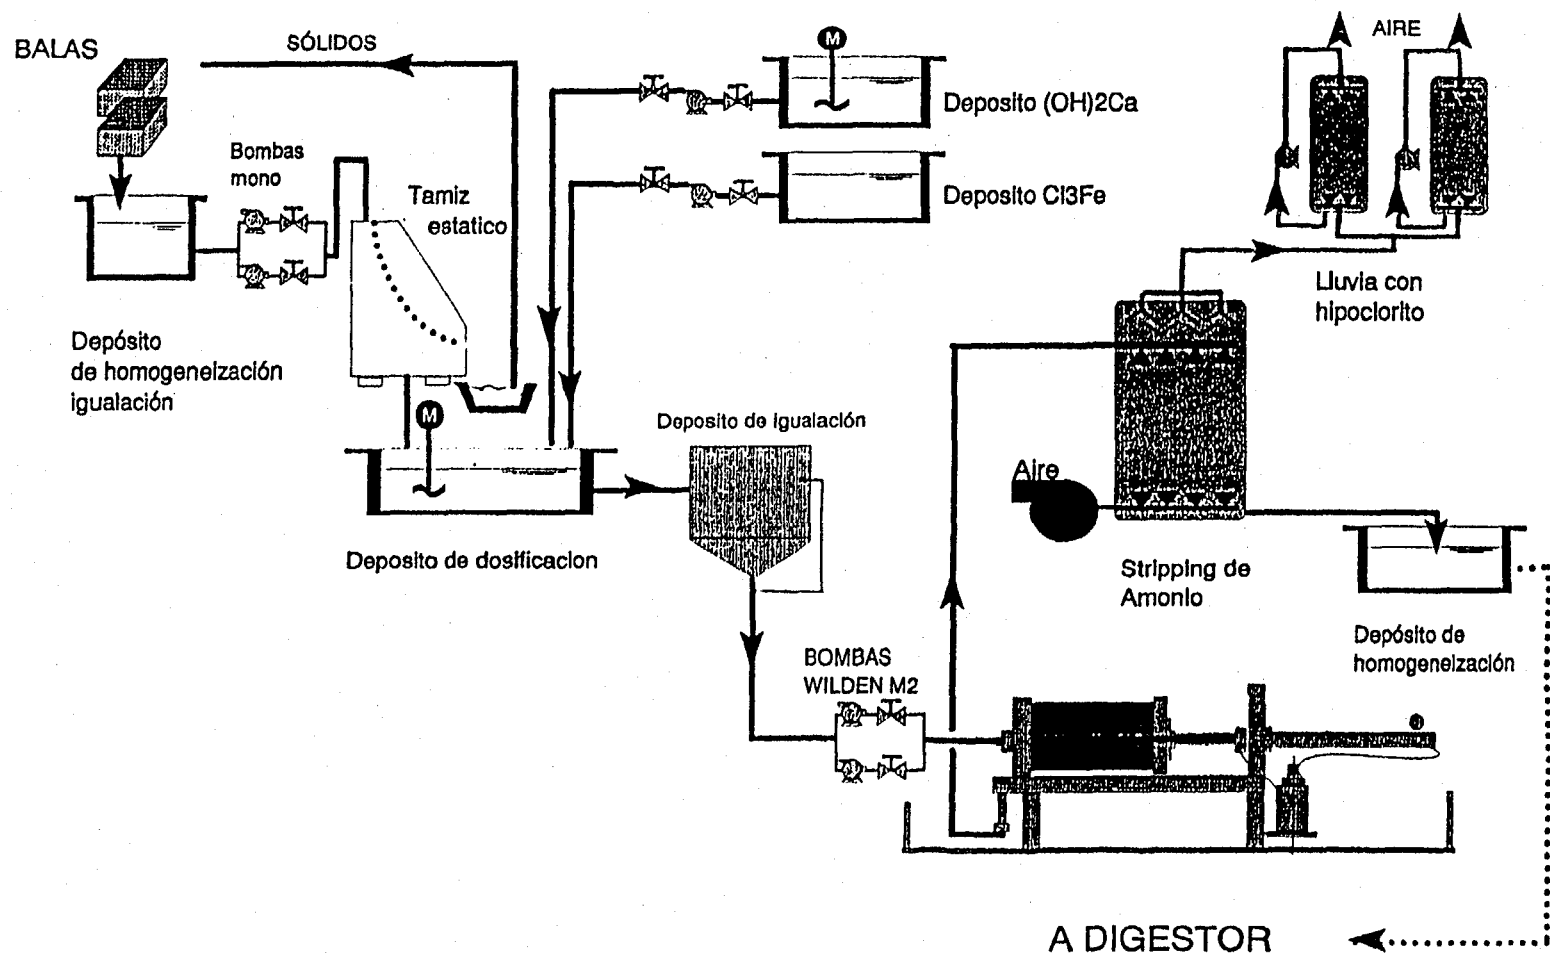 BALAS
SÓLIDOS
M
AIRE
Deposito (OH)2Ca
Bombas
mono
Tamiz
estatico
Deposito Cl3Fe
Lluvia con
hipoclorito
Depósito
de homogeneización
igualación
M
Deposito de igualación
Aire
Deposito de dosificacion
Stripping de
Amonio
Depósito de
homogeneización
BOMBAS
WILDEN M2
A DIGESTOR